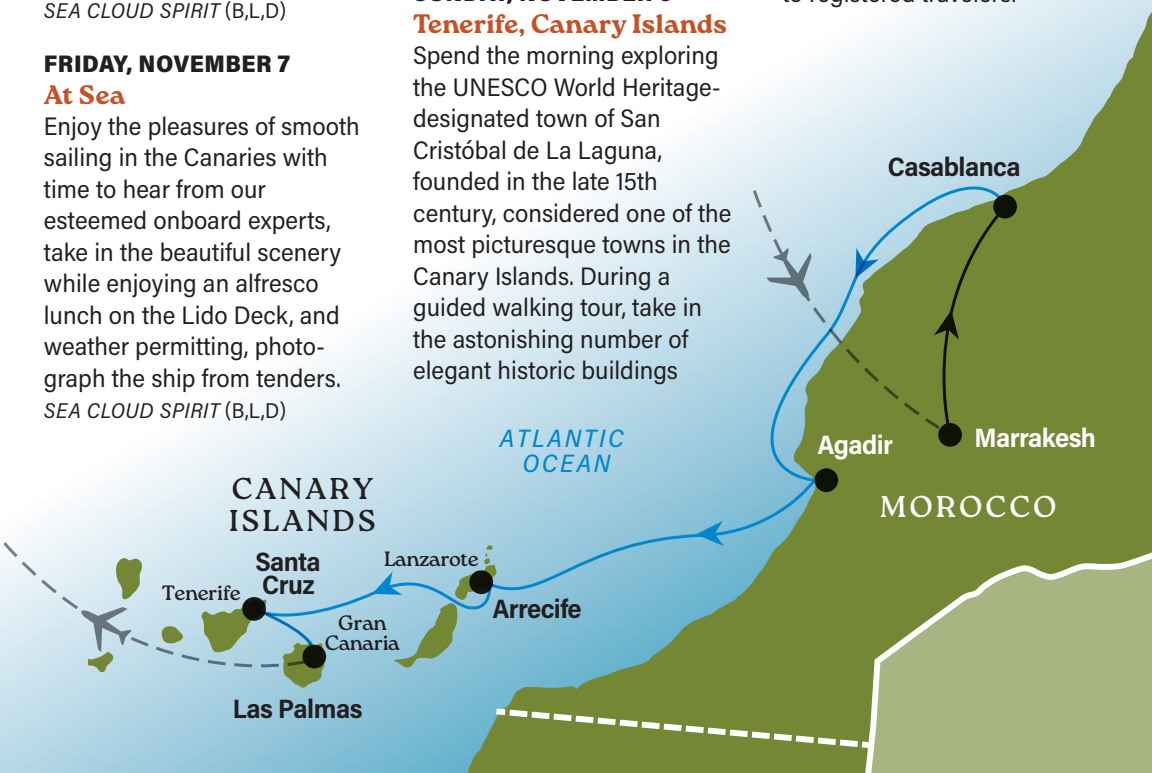 SEA CLOUD SPIRIT (B,L,D)
FRIDAY, NOVEMBER 7
At Sea
Enjoy the pleasures of smooth
sailing in the Canaries with
time to hear from our
esteemed onboard experts,
take in the beautiful scenery
while enjoying an alfresco
lunch on the Lido Deck, and
weather permitting, photo-
graph the ship from tenders.
SEA CLOUD SPIRIT (B,L,D)
Tenerife, Canary Islands
Spend the morning exploring
the UNESCO World Heritage-
designated town of San
Cristóbal de La Laguna,
founded in the late 15th
century, considered one of the
most picturesque towns in the
Canary Islands. During a
guided walking tour, take in
the astonishing number of
elegant historic buildings
to registered travelers.
Casablanca
Marrakesh
Agadir
MOROCCO
ATLANTIC
OCEAN
CANARY
ISLANDS
Santa
Cruz
Tenerife
Lanzarote
Arrecife
Gran
Canaria
Las Palmas